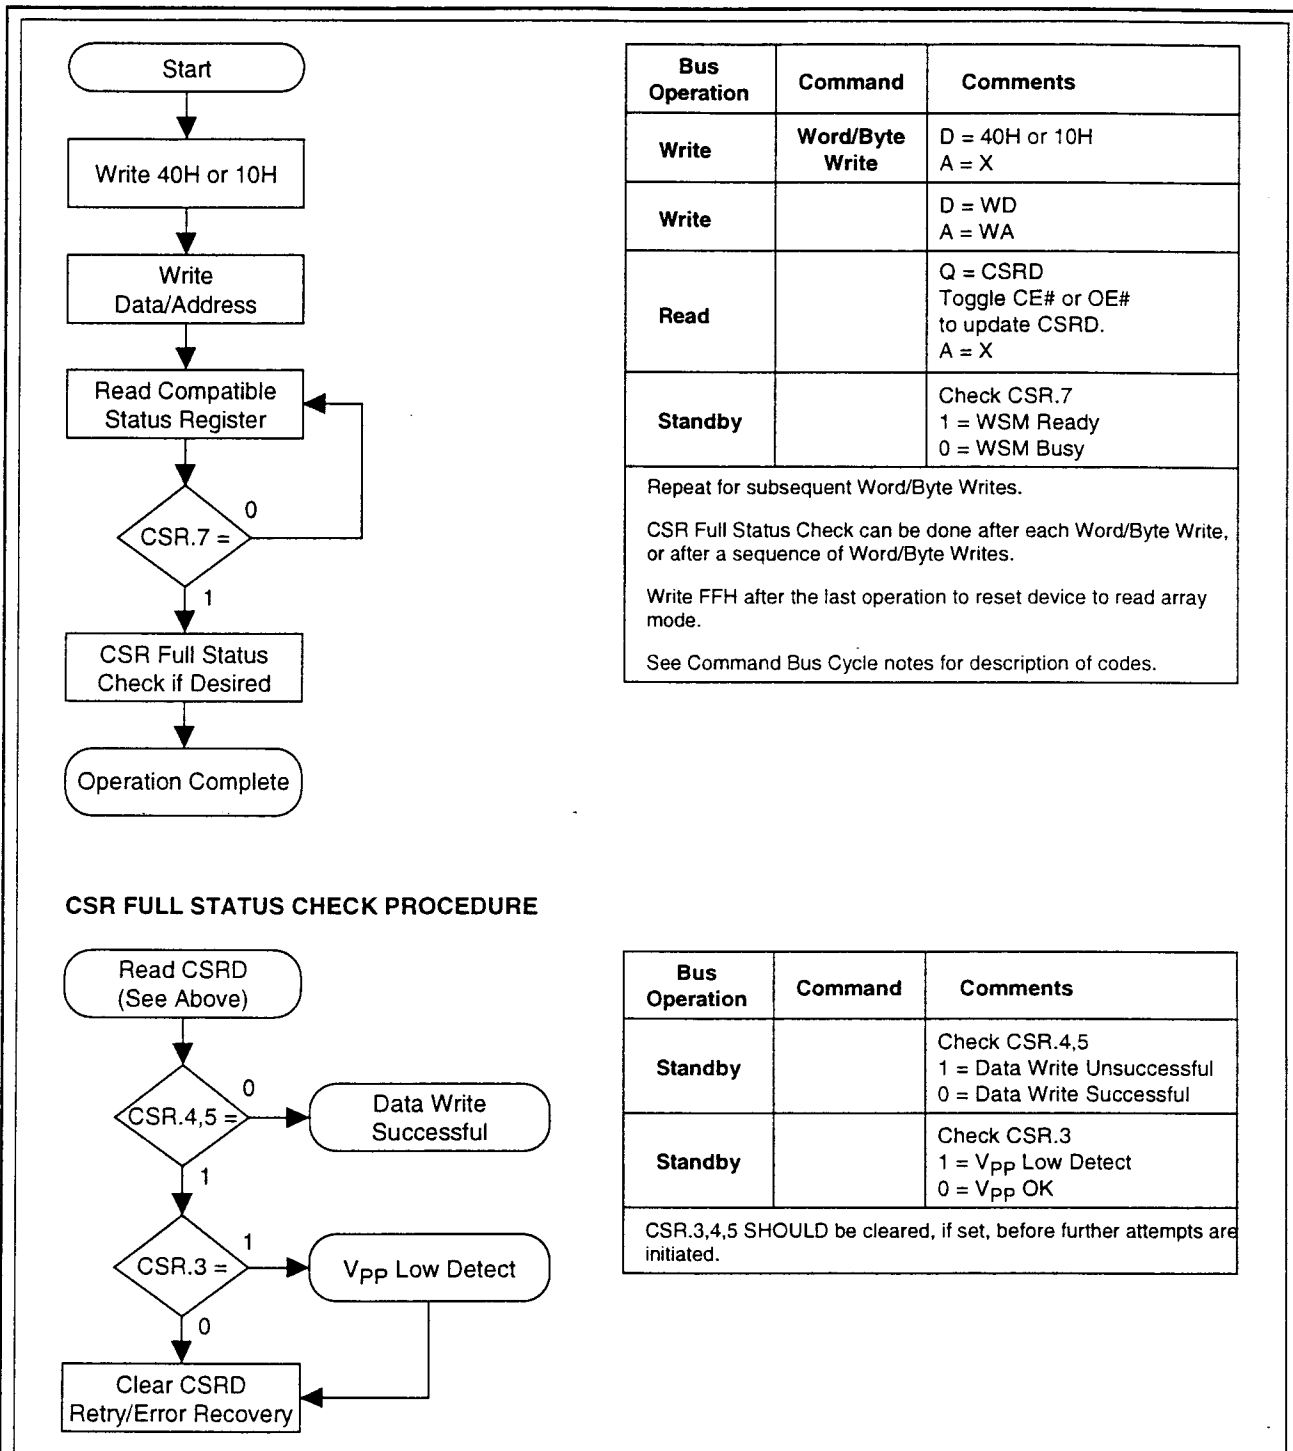 Start
Write 40H or 10H
Write
Data/Address
Read Compatible
Status Register
0
CSR.7 =
1
CSR Full Status
Check if Desired
Operation Complete
Bus
Operation
Command
Comments
Write
Word/Byte
Write
D = 40H or 10H
A = X
Write
D = WD
A = WA
Read
Q = CSRD
Toggle CE# or OE#
to update CSRD.
A = X
Standby
Check CSR.7
1 = WSM Ready
0 = WSM Busy
Repeat for subsequent Word/Byte Writes.
CSR Full Status Check can be done after each Word/Byte Write,
or after a sequence of Word/Byte Writes.
Write FFH after the last operation to reset device to read array
mode.
See Command Bus Cycle notes for description of codes.
CSR FULL STATUS CHECK PROCEDURE
Read CSRD
(See Above)
0
CSR.4,5 =
Data Write
Successful
1
1
CSR.3 =
VPP Low Detect
0
Clear CSRD
Retry/Error Recovery
Bus
Operation
Command
Comments
Standby
Check CSR.4,5
1 = Data Write Unsuccessful
0 = Data Write Successful
Standby
Check CSR.3
1 = VPP Low Detect
0 = VPP OK
CSR.3,4,5 SHOULD be cleared, if set, before further attempts are
initiated.